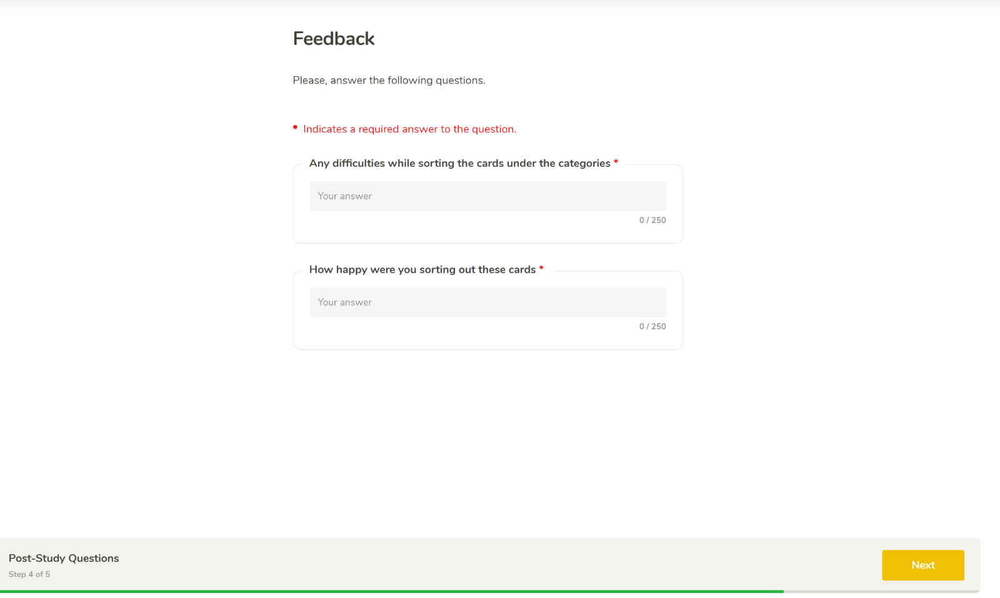 Feedback
Please, answer the following questions.
* Indicates a required answer to the question.
Any difficulties while sorting the cards under the categories *
Your answer
0 / 250
How happy were you sorting out these cards *
Your answer
0 / 250
Post-Study Questions
Step 4 of 5
Next